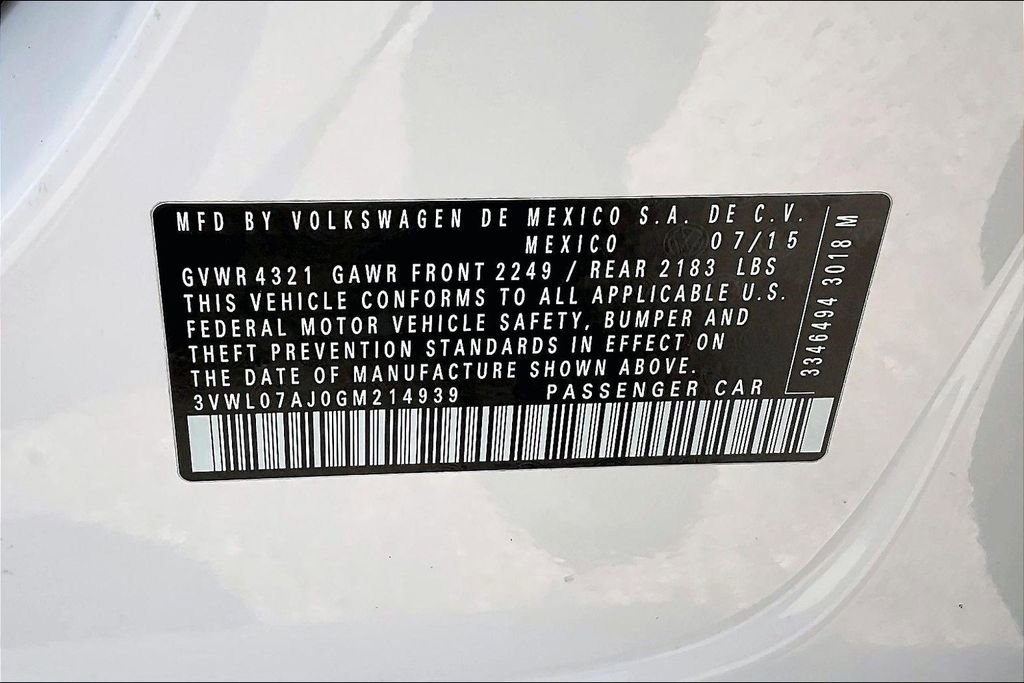 MFD BY VOLKSWAGEN DE MEXICO S.A. DE C.V.
MEXICO 07/15
GVWR 4321 GAWR FRONT 2249 / REAR 2183 LBS
THIS VEHICLE CONFORMS TO ALL APPLICABLE U.S.
FEDERAL MOTOR VEHICLE SAFETY, BUMPER AND
THEFT PREVENTION STANDARDS IN EFFECT ON
THE DATE OF MANUFACTURE SHOWN ABOVE.
3VWL07AJ0GM214939 PASSENGER CAR
3346494 3018 M